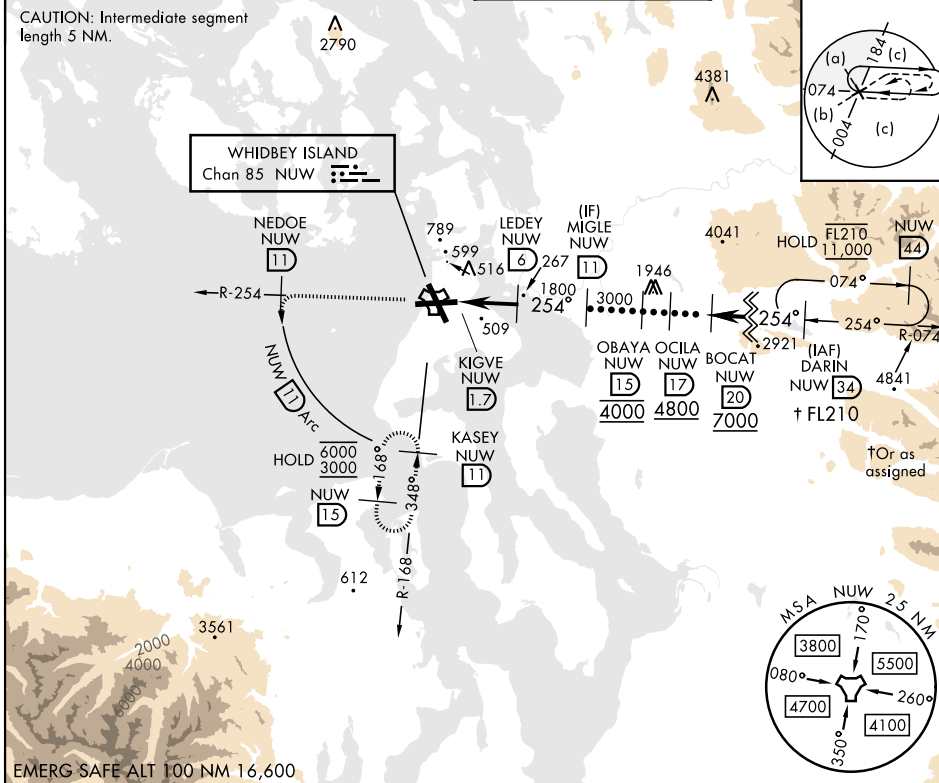 CAUTION: Intermediate segment
length 5 NM.
2790
4381
(a)
184
(c)
074
(b)
004
(c)
WHIDBEY ISLAND
Chan 85 NUW
NEDOE
NUW
11
R-254
789
599
516
LEDEY
NUW
6
267
1800
254°
(IF)
MIGLE
NUW
11
4041
1946
3000
HOLD FL210
11,000
NUW
44
074°
254°
254°
R-074
2921
4841
509
KIGVE
NUW
1.7
OBAYA
NUW
15
4000
OCILA
NUW
17
4800
BOCAT
NUW
20
7000
(IAF)
DARIN
NUW 34
† FL210
†Or as
assigned
NUW 11 Arc
HOLD 6000
3000
168°
348°
KASEY
NUW
11
NUW
15
R-168
612
3561
2000
4000
6000
MSA NUW 25 NM
170°
3800
5500
080°
260°
4700
4100
350°
EMERG SAFE ALT 100 NM 16,600